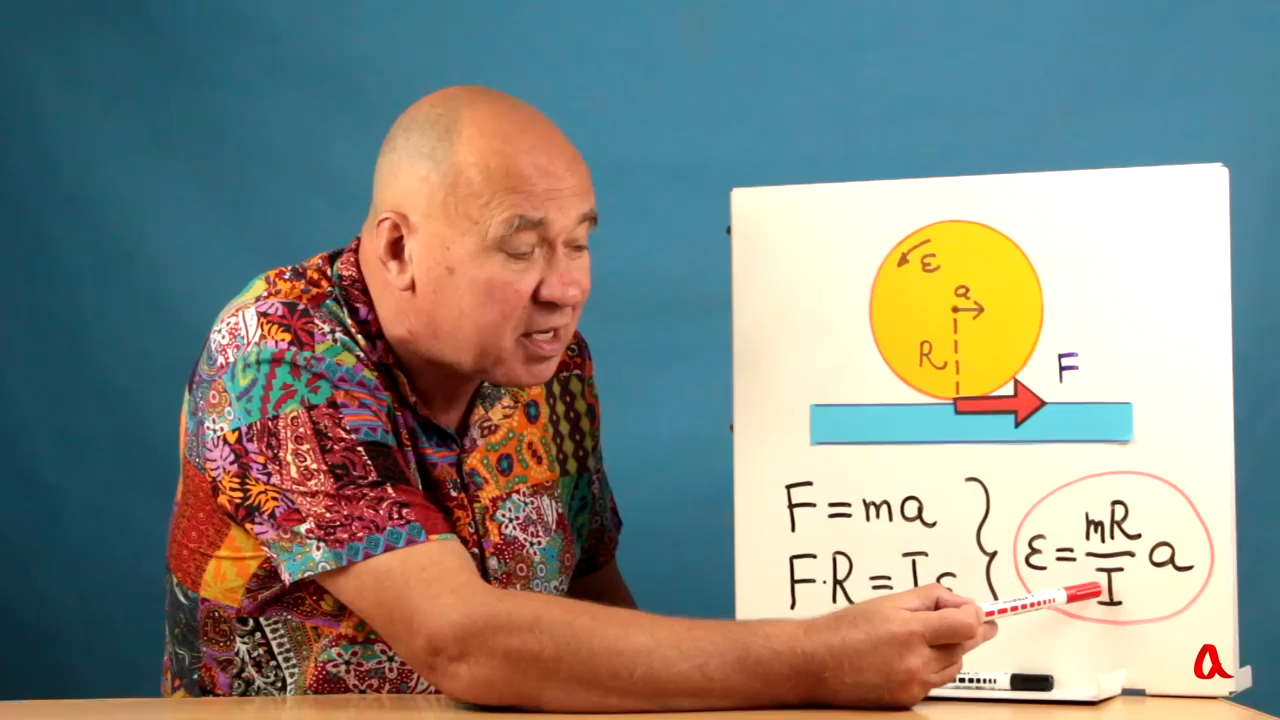 ε
a
R
F
F = ma
F·R = Iε
ε = mR/I a
a